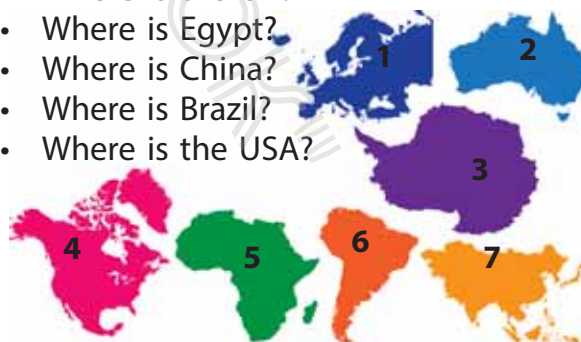 • Where is Egypt?
• Where is China?
• Where is Brazil?
• Where is the USA?
1
2
3
4
5
6
7